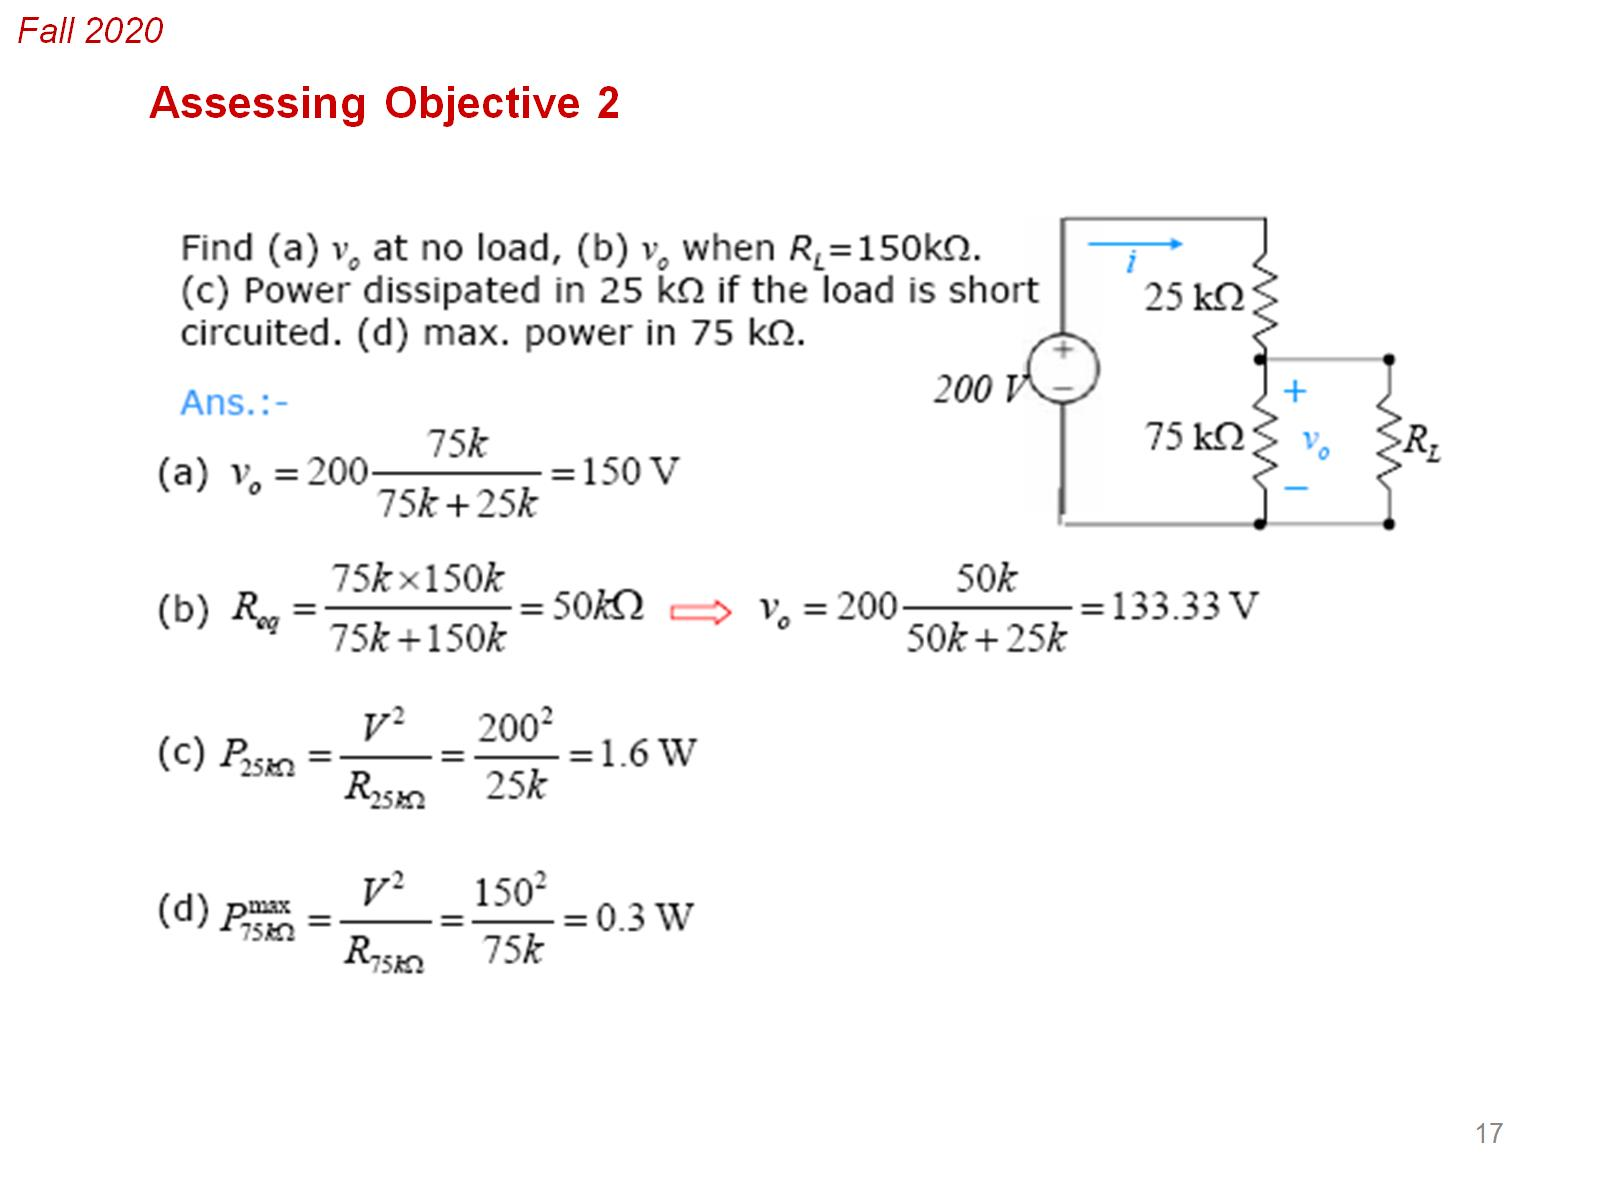 Fall 2020
Assessing Objective 2
Find (a) vₒ at no load, (b) vₒ when R_L=150kΩ.
(c) Power dissipated in 25 kΩ if the load is short
circuited. (d) max. power in 75 kΩ.
i
25 kΩ
+
−
200 V
+
75 kΩ
vₒ
R_L
−
Ans.:-
(a) vₒ = 200 75k / (75k + 25k) = 150 V
(b) R_eq = (75k × 150k) / (75k + 150k) = 50kΩ ⇨ vₒ = 200 50k / (50k + 25k) = 133.33 V
(c) P_25kΩ = V² / R_25kΩ = 200² / 25k = 1.6 W
(d) P_75kΩ^max = V² / R_75kΩ = 150² / 75k = 0.3 W
17